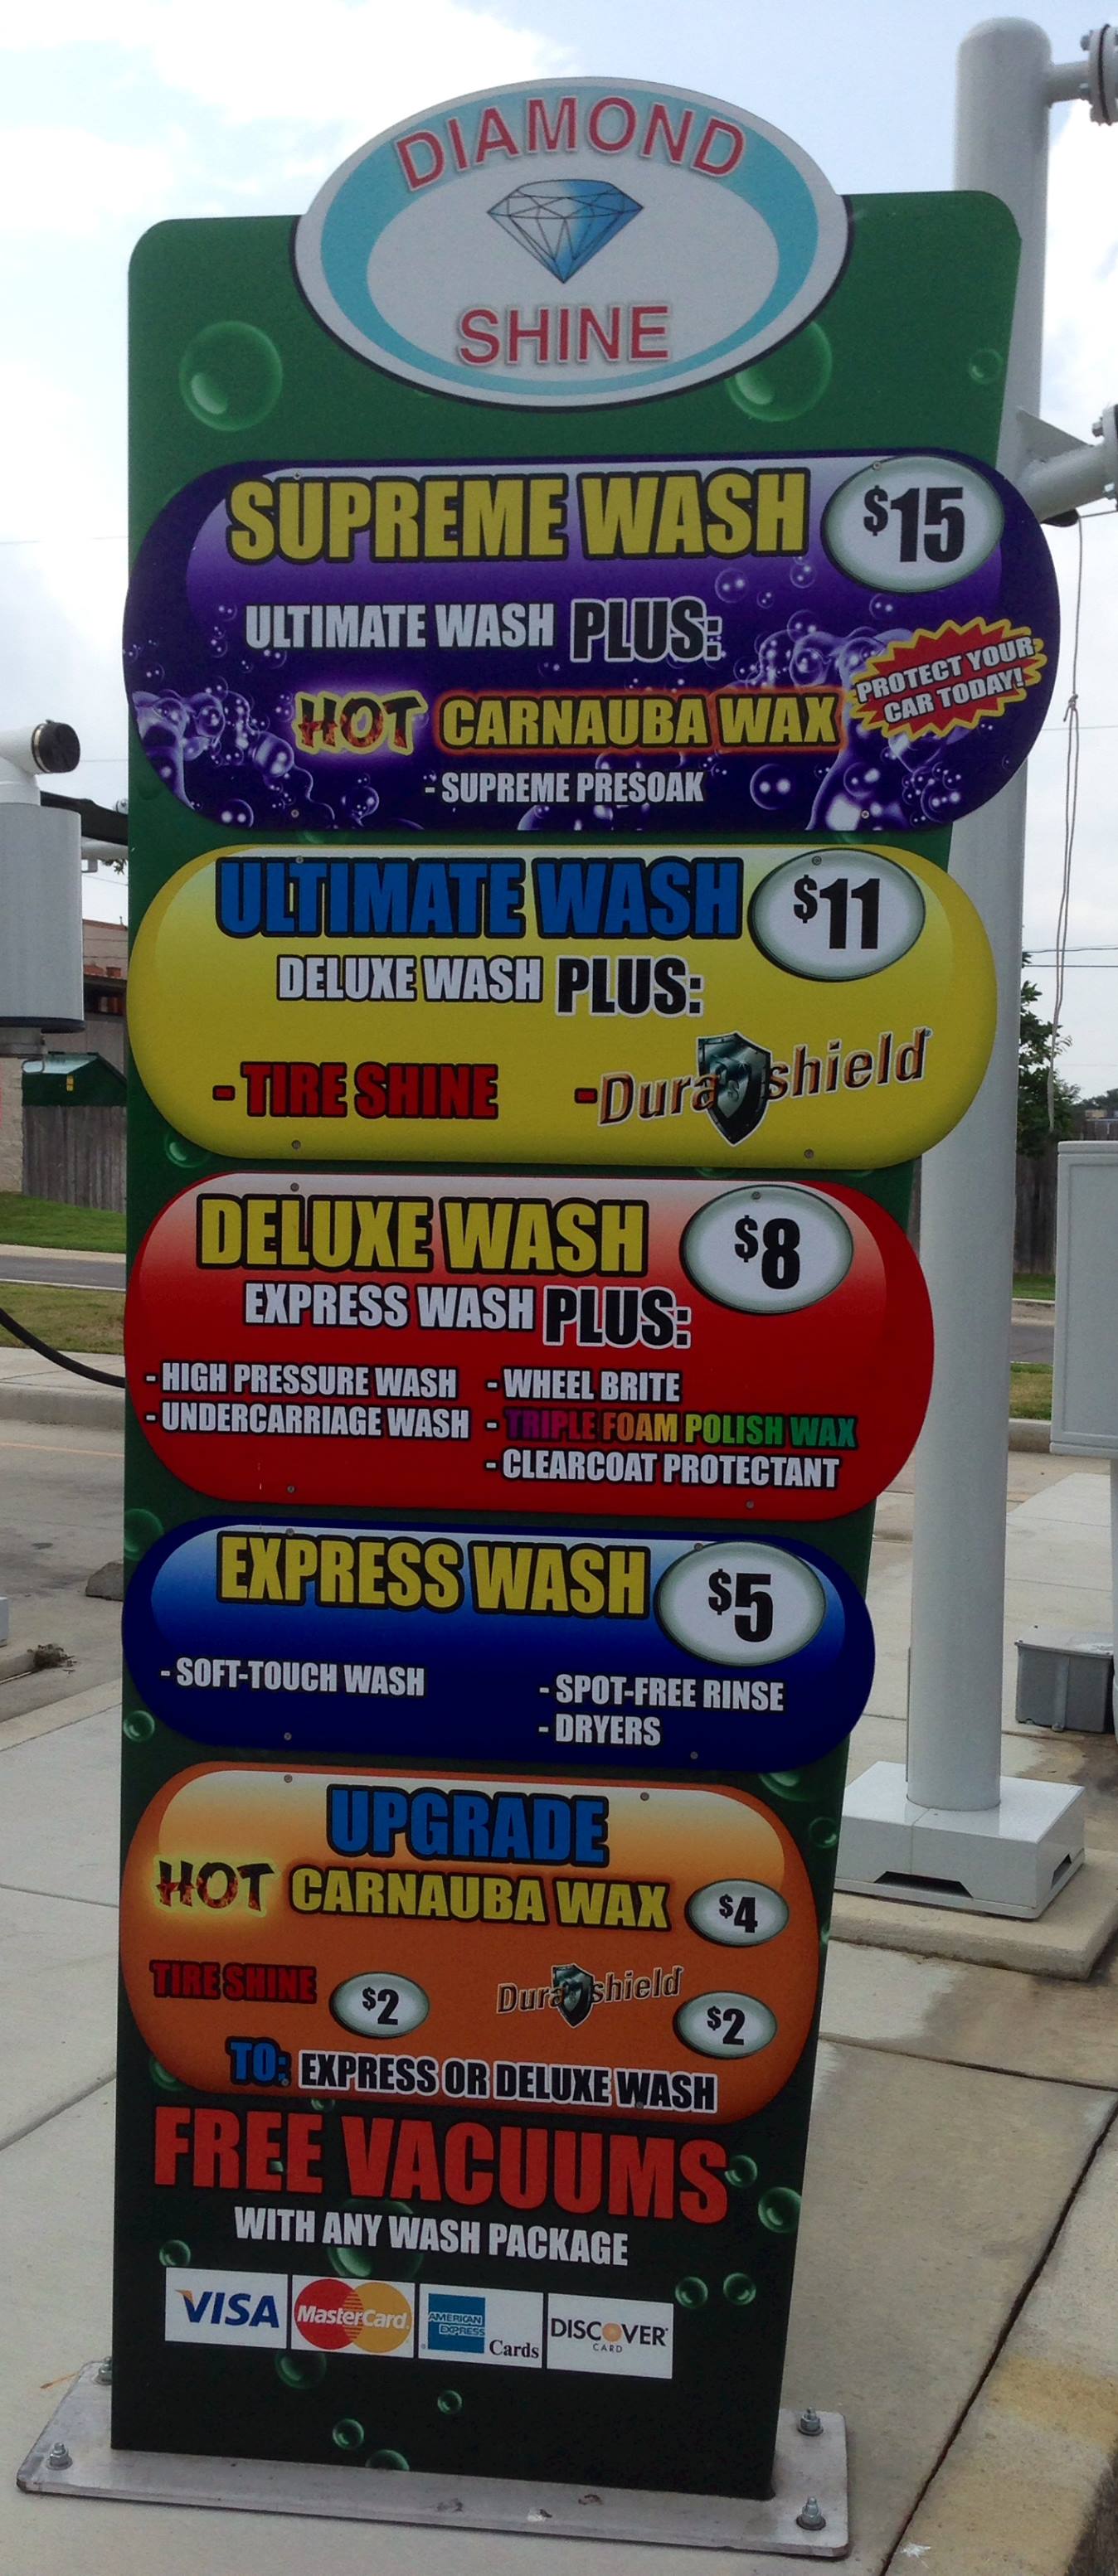 DIAMOND
SHINE
SUPREME WASH $15
ULTIMATE WASH PLUS:
HOT CARNAUBA WAX
PROTECT YOUR
CAR TODAY!
- SUPREME PRESOAK
ULTIMATE WASH $11
DELUXE WASH PLUS:
- TIRE SHINE - Dura shield
DELUXE WASH $8
EXPRESS WASH PLUS:
- HIGH PRESSURE WASH - WHEEL BRITE
- UNDERCARRIAGE WASH - TRIPLE FOAM POLISH WAX
- CLEARCOAT PROTECTANT
EXPRESS WASH $5
- SOFT-TOUCH WASH - SPOT-FREE RINSE
- DRYERS
UPGRADE
HOT CARNAUBA WAX $4
TIRE SHINE $2 Dura shield $2
TO: EXPRESS OR DELUXE WASH
FREE VACUUMS
WITH ANY WASH PACKAGE
VISA MasterCard AMERICAN EXPRESS Cards DISCOVER CARD